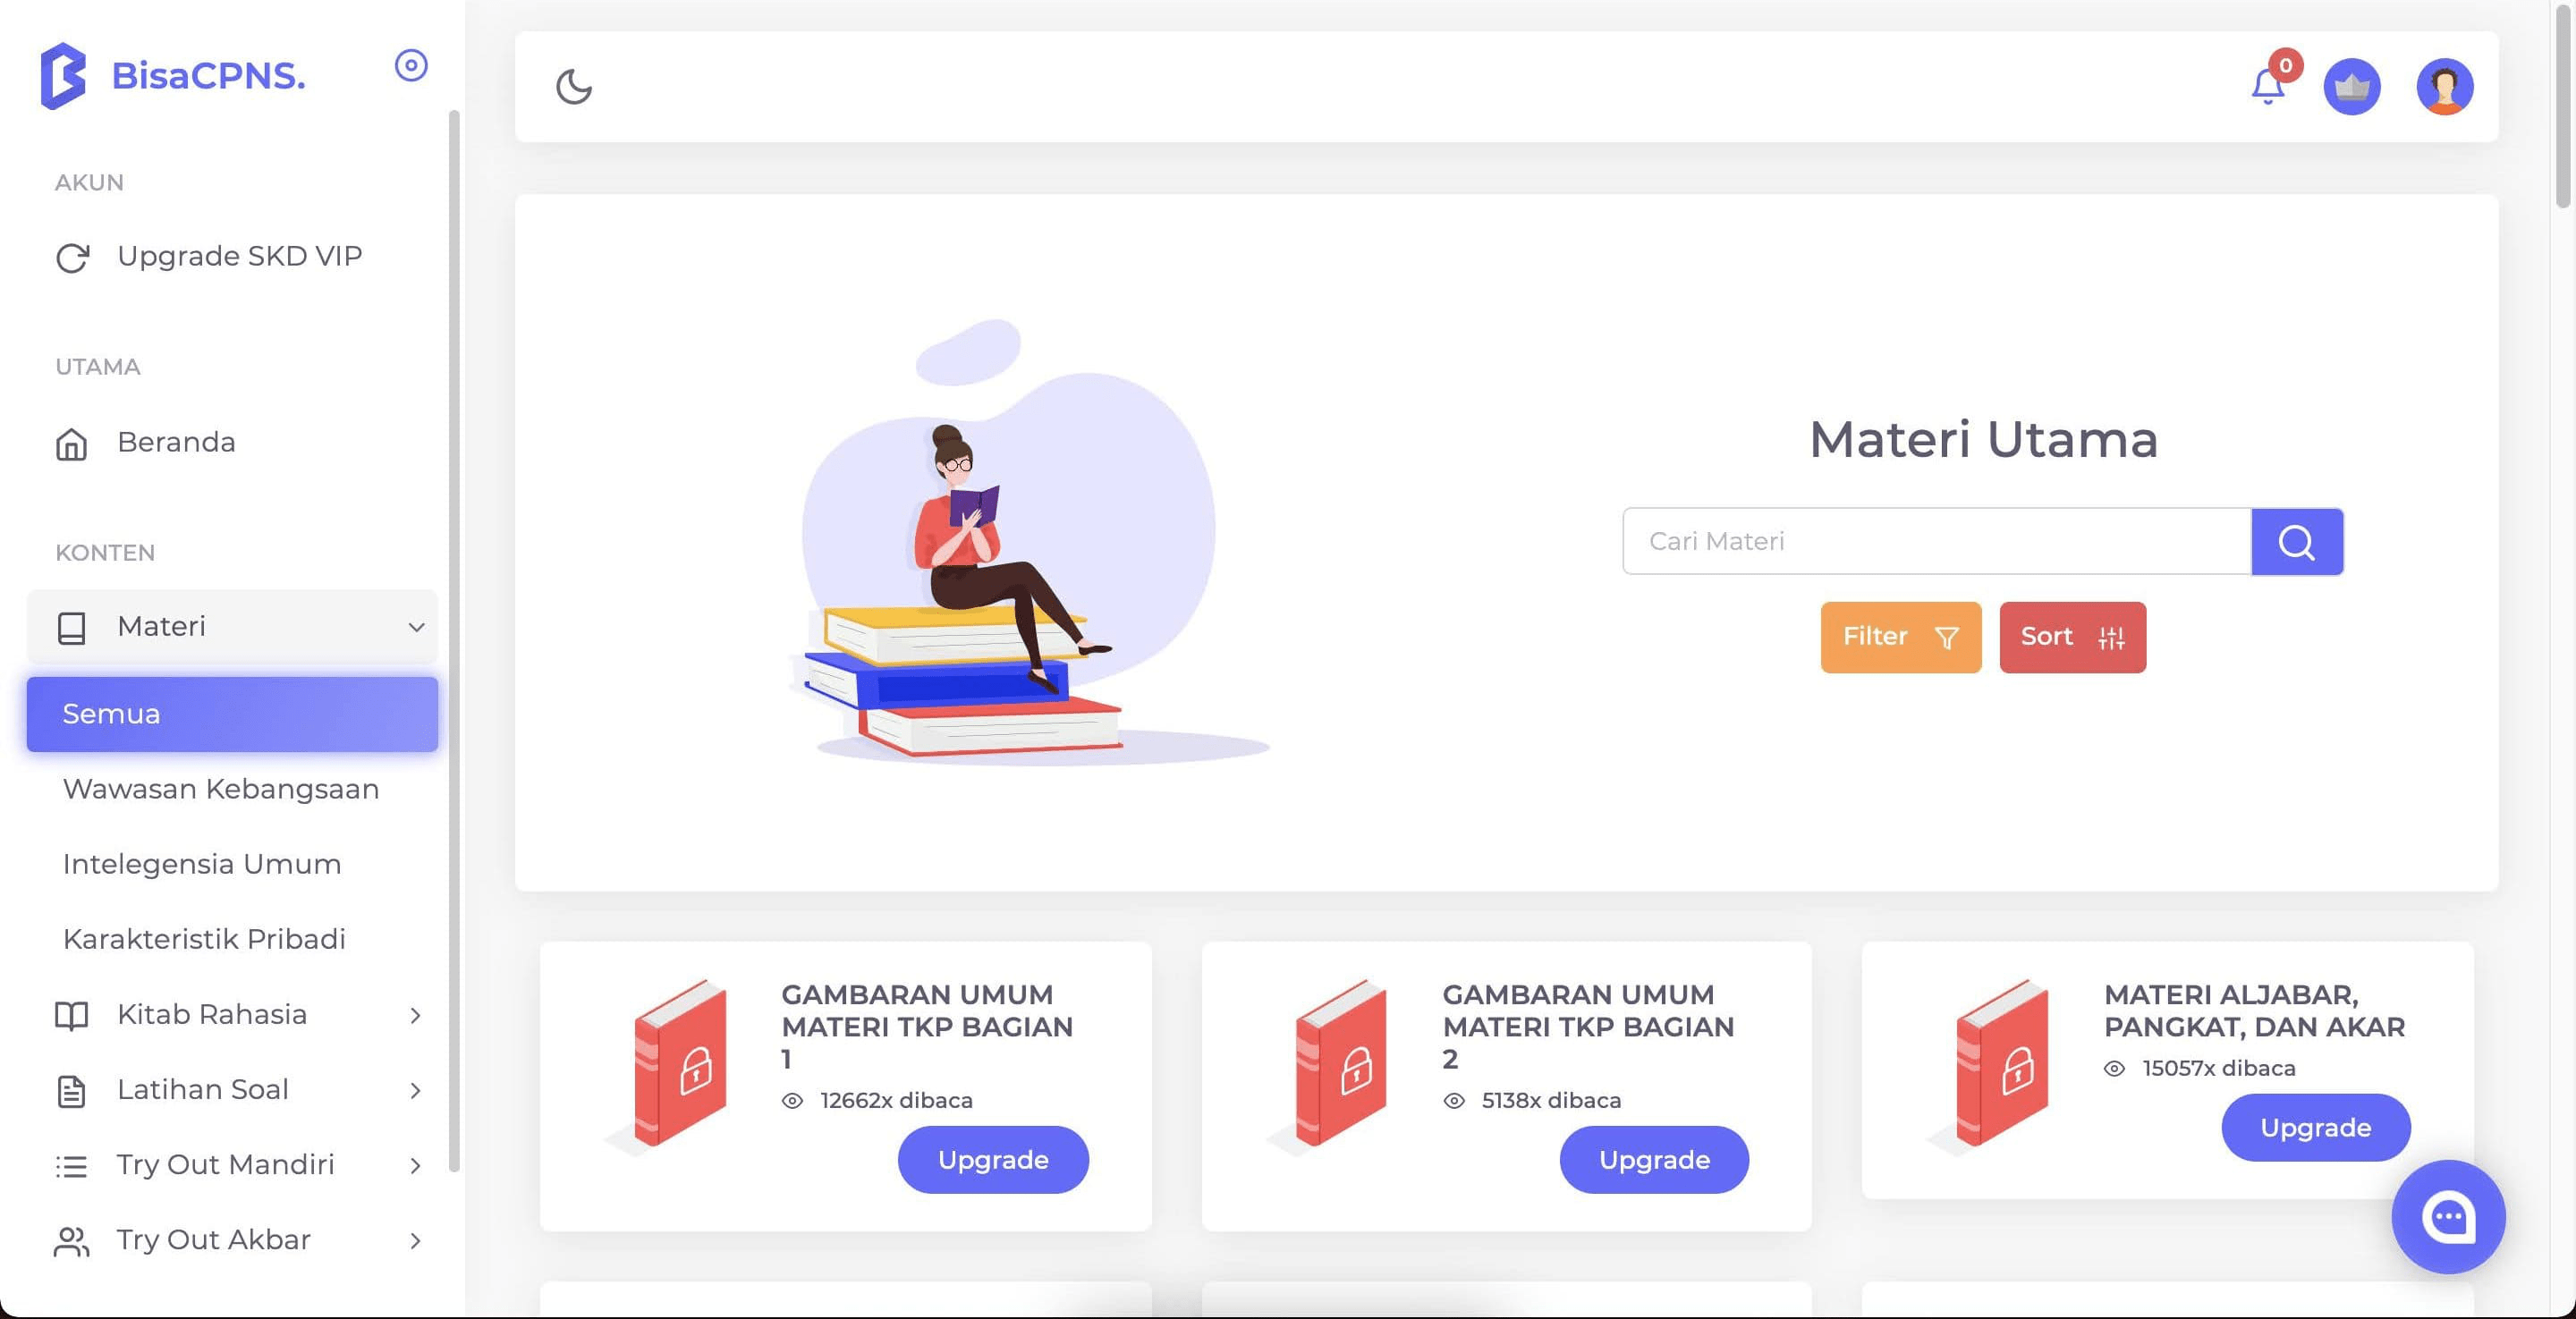 BisaCPNS.
AKUN
Upgrade SKD VIP
UTAMA
Beranda
KONTEN
Materi
Semua
Wawasan Kebangsaan
Intelegensia Umum
Karakteristik Pribadi
Kitab Rahasia
Latihan Soal
Try Out Mandiri
Try Out Akbar
0
Materi Utama
Cari Materi
Filter
Sort
GAMBARAN UMUM
MATERI TKP BAGIAN
1
12662x dibaca
Upgrade
GAMBARAN UMUM
MATERI TKP BAGIAN
2
5138x dibaca
Upgrade
MATERI ALJABAR,
PANGKAT, DAN AKAR
15057x dibaca
Upgrade